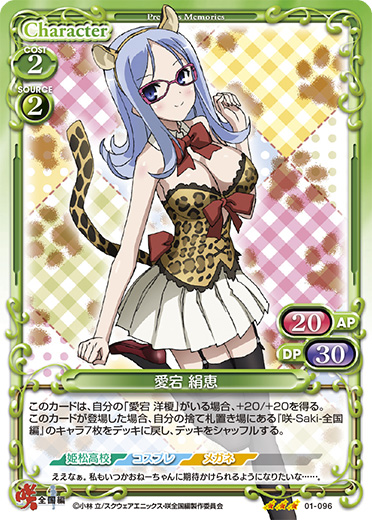 Precious Memories
Character
COST
2
SOURCE
2
20 AP
DP 30
愛宕 絹恵
このカードは、自分の「愛宕 洋榎」がいる場合、+20/+20を得る。
このカードが登場した場合、自分の捨て札置き場にある「咲-Saki-全国
編」のキャラ7枚をデッキに戻し、デッキをシャッフルする。
姫松高校 コスプレ メガネ
ええなぁ。私もいつかおねーちゃんに期待かけられるようになりたいな……。
咲 全国編
01-096
©小林 立/スクウェアエニックス・咲全国編製作委員会